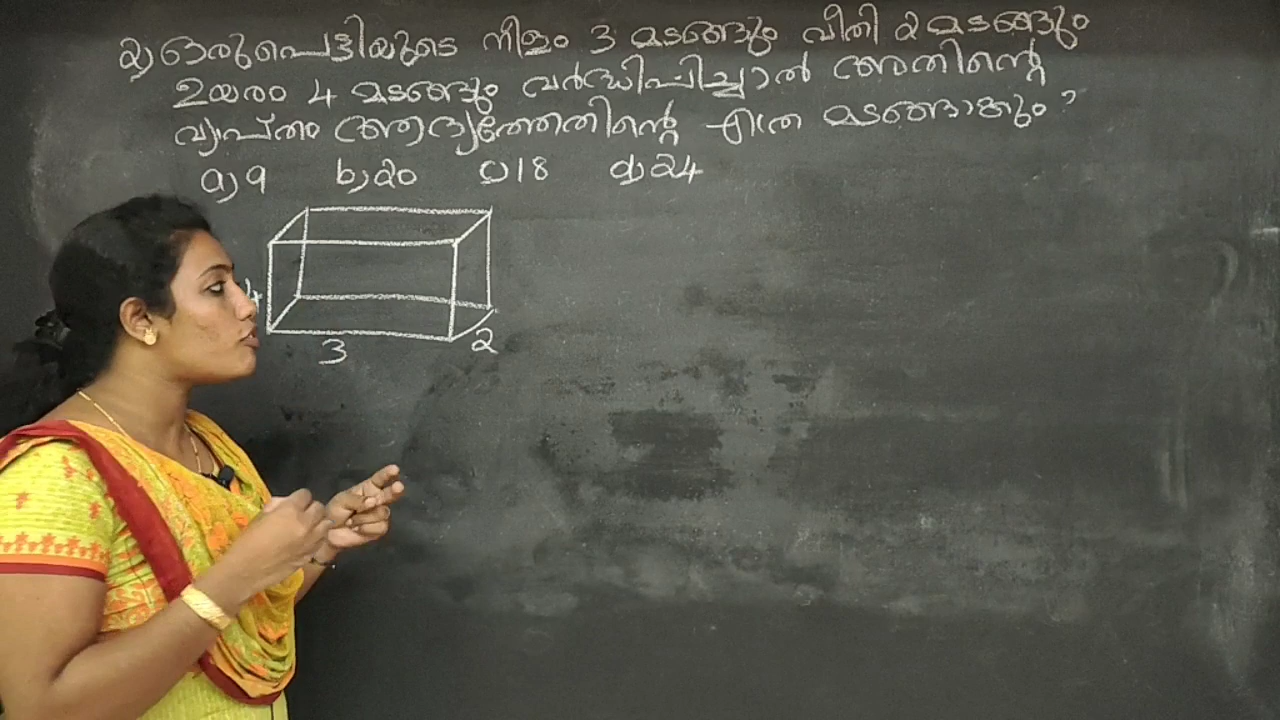 2) ഒരു പെട്ടിയുടെ നീളം 3 മടങ്ങും വീതി 2 മടങ്ങും
ഉയരം 4 മടങ്ങും വർദ്ധിപ്പിച്ചാൽ അതിന്റെ
വ്യാപ്തം ആദ്യത്തേതിന്റെ എത്ര മടങ്ങാകും?
a) 9 b) 20 c) 18 d) 24
4
3 2